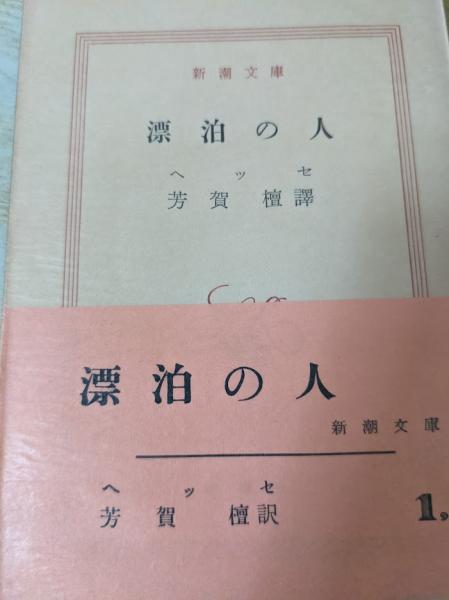 新潮文庫
漂泊の人
ヘッセ
芳賀 檀譯
漂泊の人
新潮文庫
ヘッセ
芳賀 檀訳
1,